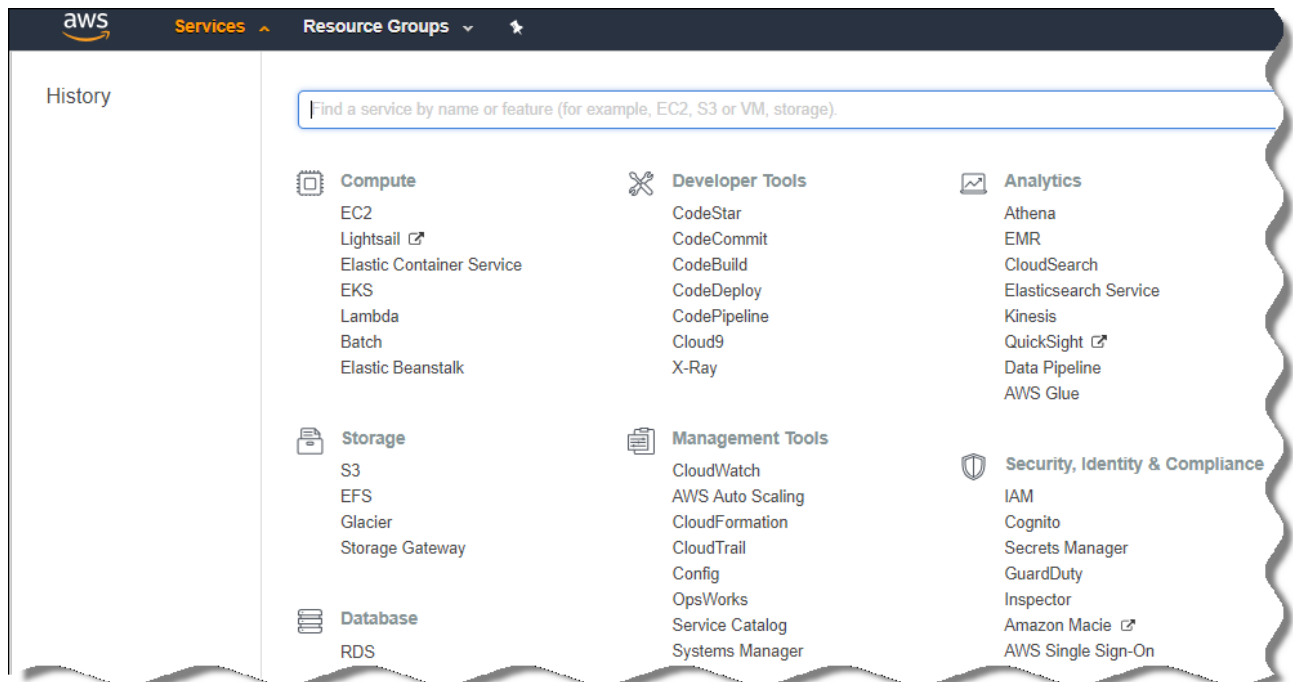 aws Services Resource Groups
History
Find a service by name or feature (for example, EC2, S3 or VM, storage).
Compute
EC2
Lightsail
Elastic Container Service
EKS
Lambda
Batch
Elastic Beanstalk
Storage
S3
EFS
Glacier
Storage Gateway
Database
RDS
Developer Tools
CodeStar
CodeCommit
CodeBuild
CodeDeploy
CodePipeline
Cloud9
X-Ray
Management Tools
CloudWatch
AWS Auto Scaling
CloudFormation
CloudTrail
Config
OpsWorks
Service Catalog
Systems Manager
Analytics
Athena
EMR
CloudSearch
Elasticsearch Service
Kinesis
QuickSight
Data Pipeline
AWS Glue
Security, Identity & Compliance
IAM
Cognito
Secrets Manager
GuardDuty
Inspector
Amazon Macie
AWS Single Sign-On